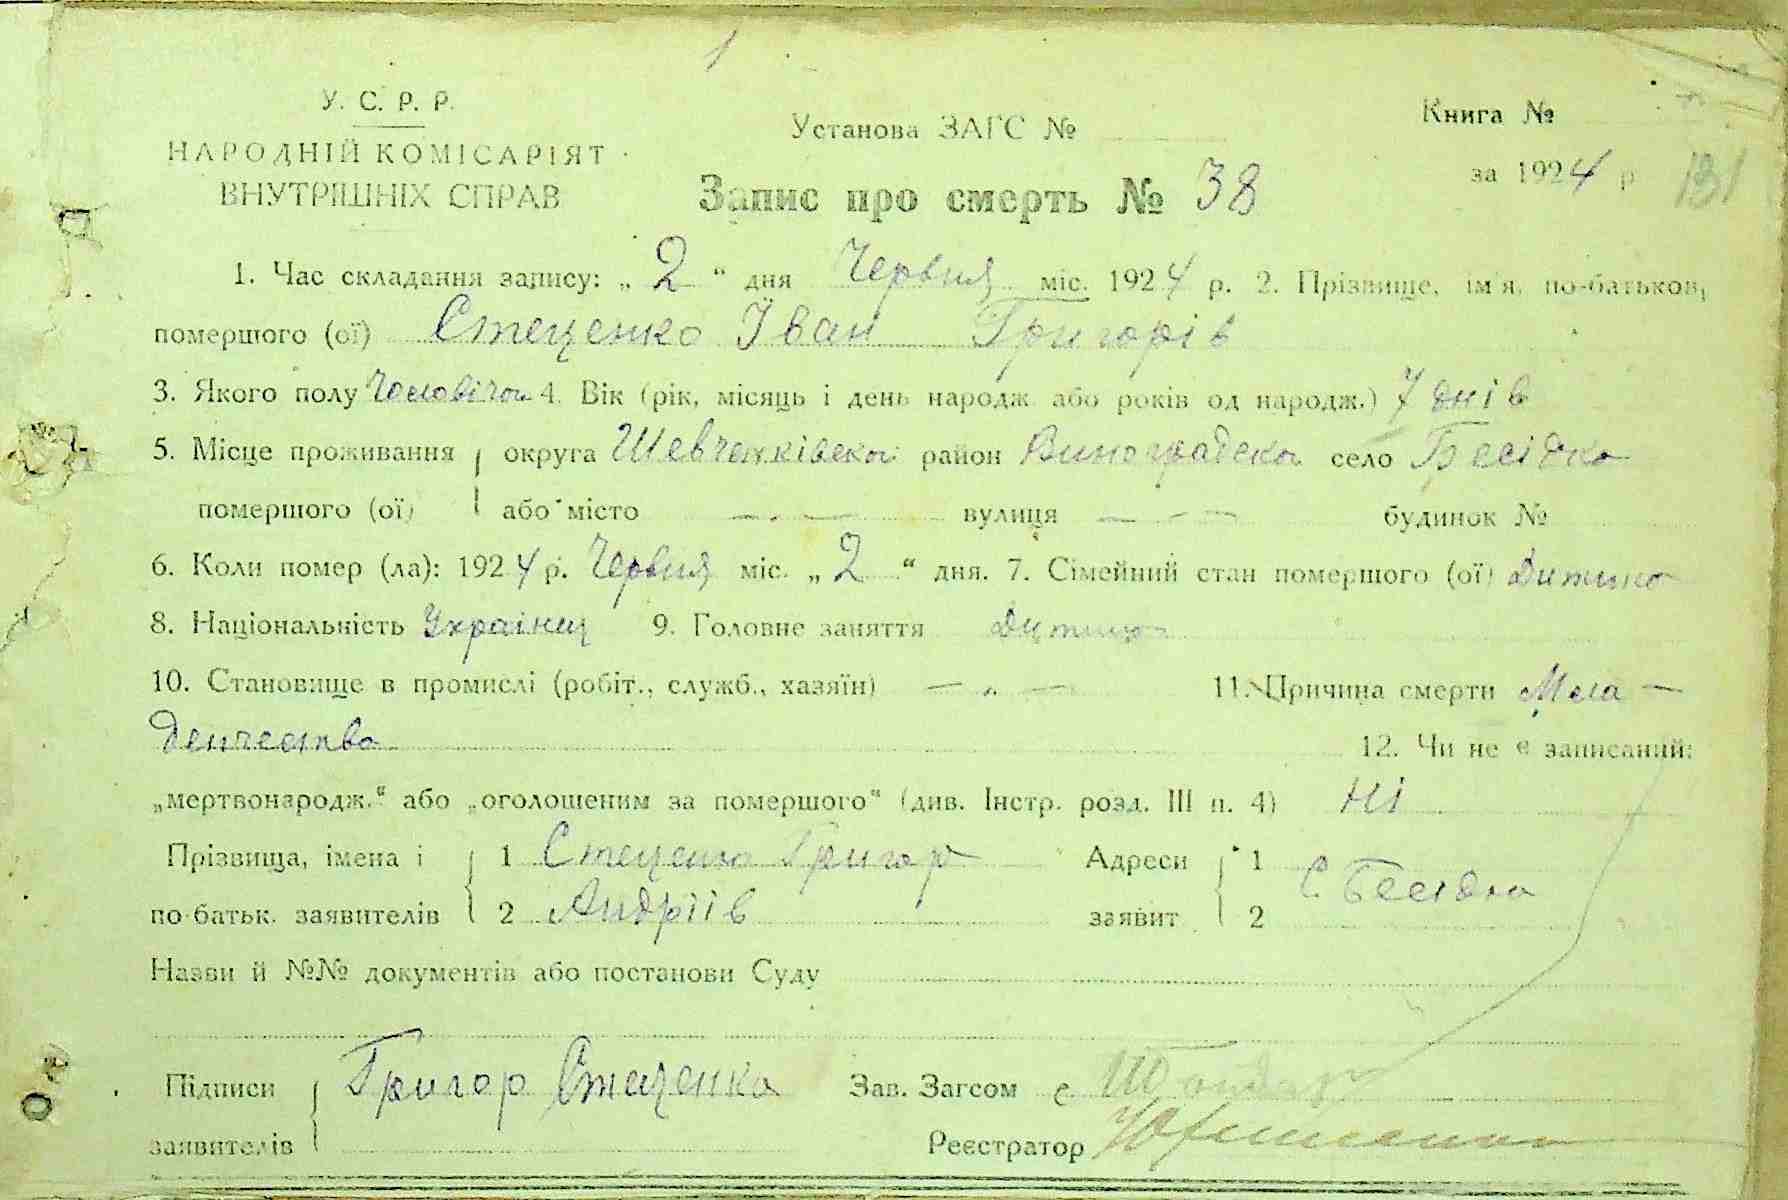 1
У. С. Р. Р.
НАРОДНІЙ КОМІСАРІЯТ
ВНУТРІШНІХ СПРАВ
Установа ЗАГС №
Книга №
за 1924 р. 131
Запис про смерть № 38
1. Час складання запису: „ 2 “ дня Червня міс. 1924 р. 2. Прізвище, ім'я, по-батькові,
помершого (ої) Стеценко Іван Григорів
3. Якого полу Чоловічої 4. Вік (рік, місяць і день народж. або років од народж.) 7 днів
5. Місце проживання округа Шевченківська район Виноградська село Бесідка
помершого (ої) або місто — . — вулиця — - — будинок №
6. Коли помер (ла): 1924 р. Червня міс. „ 2 “ дня. 7. Сімейний стан помершого (ої) Дитина
8. Національність Українец 9. Головне заняття Дитина
10. Становище в промислі (робіт., служб., хазяїн) — „ — 11. Причина смерти Мла-
денчество 12. Чи не є записаний:
„мертвонародж.“ або „оголошеним за помершого“ (див. Інстр. розд. III п. 4) Ні
Прізвища, імена і 1 Стеценко Григор Адреси 1 С. Бесідка
по-батьк. заявителів 2 Андріїв заявит. 2
Назви й №№ документів або постанови Суду
Підписи Григор Стеценко Зав. Загсом
заявителів Реєстратор